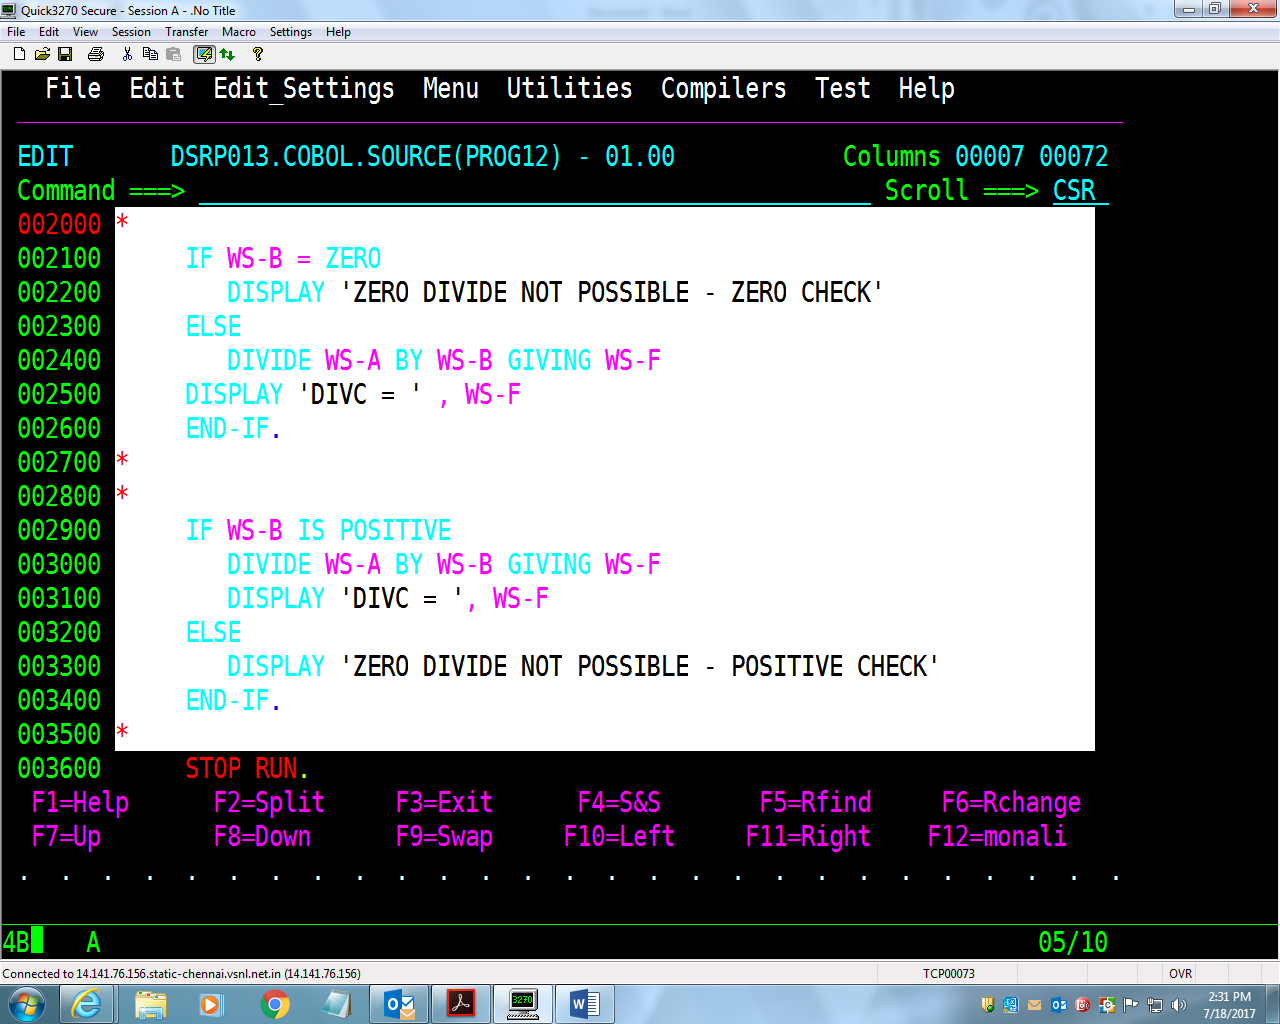 Quick3270 Secure - Session A - .No Title
File Edit View Session Transfer Macro Settings Help
File Edit Edit_Settings Menu Utilities Compilers Test Help
EDIT DSRP013.COBOL.SOURCE(PROG12) - 01.00 Columns 00007 00072
Command ===> Scroll ===> CSR
002000 *
002100 IF WS-B = ZERO
002200 DISPLAY 'ZERO DIVIDE NOT POSSIBLE - ZERO CHECK'
002300 ELSE
002400 DIVIDE WS-A BY WS-B GIVING WS-F
002500 DISPLAY 'DIVC = ' , WS-F
002600 END-IF.
002700 *
002800 *
002900 IF WS-B IS POSITIVE
003000 DIVIDE WS-A BY WS-B GIVING WS-F
003100 DISPLAY 'DIVC = ', WS-F
003200 ELSE
003300 DISPLAY 'ZERO DIVIDE NOT POSSIBLE - POSITIVE CHECK'
003400 END-IF.
003500 *
003600 STOP RUN.
F1=Help F2=Split F3=Exit F4=S&S F5=Rfind F6=Rchange
F7=Up F8=Down F9=Swap F10=Left F11=Right F12=monali
. . . . . . . . . . . . . . . . . . . . . . . . . . .
4B A 05/10
Connected to 14.141.76.156.static-chennai.vsnl.net.in (14.141.76.156) TCP00073 OVR
3270
2:31 PM
7/18/2017